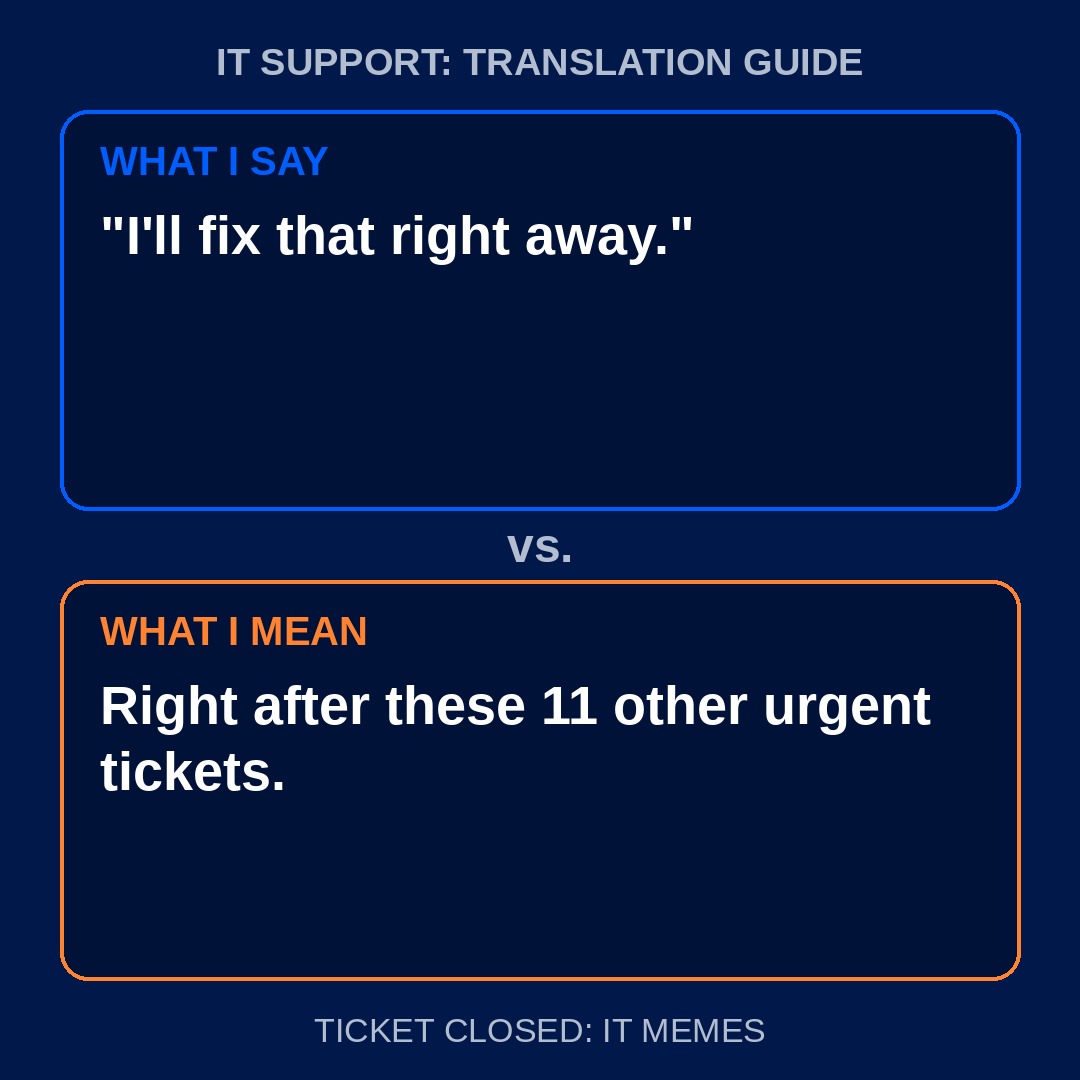 IT SUPPORT: TRANSLATION GUIDE
WHAT I SAY
"I'll fix that right away."
vs.
WHAT I MEAN
Right after these 11 other urgent
tickets.
TICKET CLOSED: IT MEMES